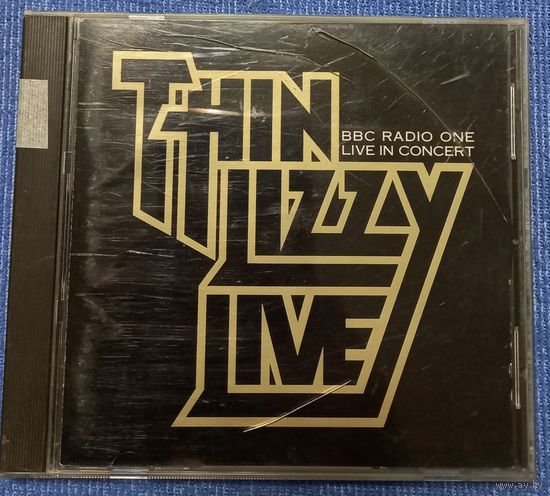 THIN
LIZZY
LIVE
BBC RADIO ONE
LIVE IN CONCERT